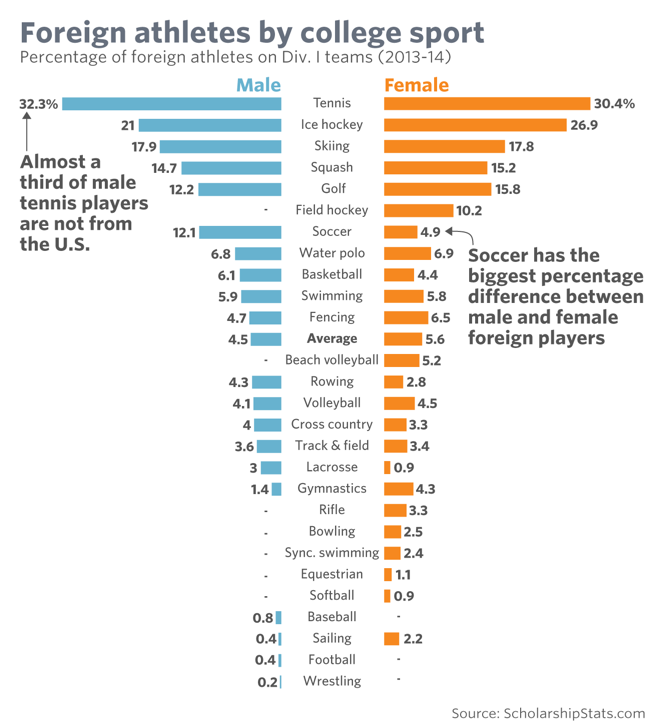 Foreign athletes by college sport
Percentage of foreign athletes on Div. I teams (2013-14)
Male Female
32.3% Tennis 30.4%
21 Ice hockey 26.9
17.9 Skiing 17.8
14.7 Squash 15.2
12.2 Golf 15.8
- Field hockey 10.2
12.1 Soccer 4.9
6.8 Water polo 6.9
6.1 Basketball 4.4
5.9 Swimming 5.8
4.7 Fencing 6.5
4.5 Average 5.6
- Beach volleyball 5.2
4.3 Rowing 2.8
4.1 Volleyball 4.5
4 Cross country 3.3
3.6 Track & field 3.4
3 Lacrosse 0.9
1.4 Gymnastics 4.3
- Rifle 3.3
- Bowling 2.5
- Sync. swimming 2.4
- Equestrian 1.1
- Softball 0.9
0.8 Baseball -
0.4 Sailing 2.2
0.4 Football -
0.2 Wrestling -
Almost a
third of male
tennis players
are not from
the U.S.
Soccer has the
biggest percentage
difference between
male and female
foreign players
Source: ScholarshipStats.com